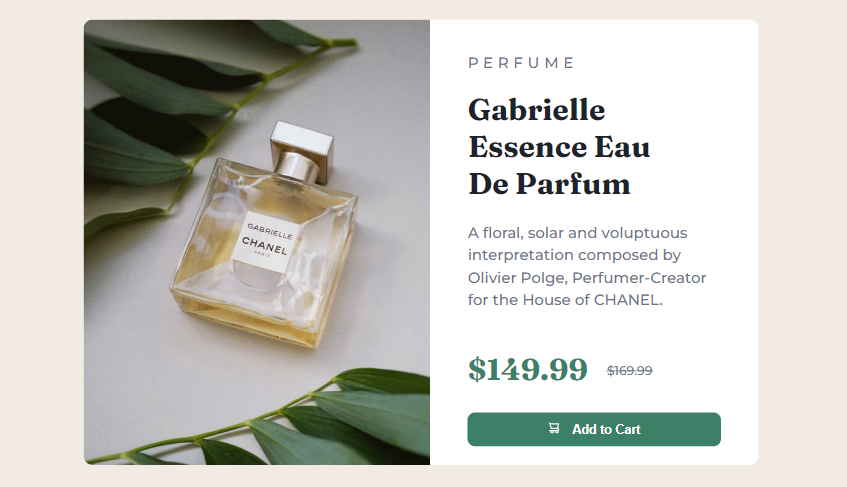 GABRIELLE
CHANEL
PARIS
PERFUME
Gabrielle
Essence Eau
De Parfum
A floral, solar and voluptuous
interpretation composed by
Olivier Polge, Perfumer-Creator
for the House of CHANEL.
$149.99 $169.99
Add to Cart